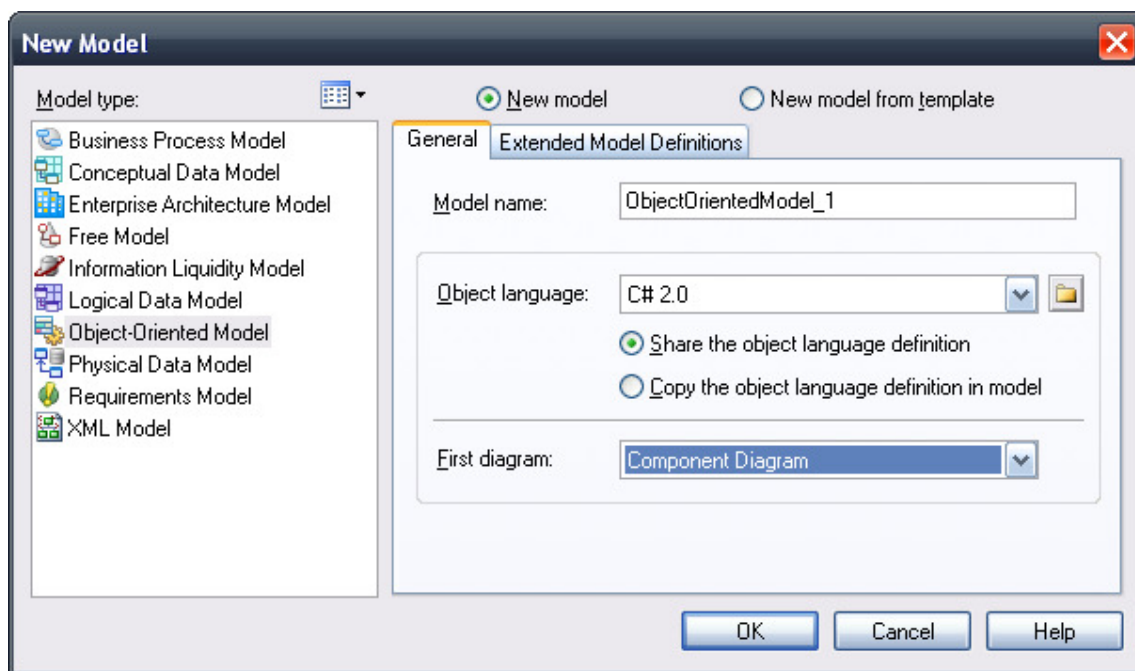 New Model
Model type:
New model
New model from template
Business Process Model
Conceptual Data Model
Enterprise Architecture Model
Free Model
Information Liquidity Model
Logical Data Model
Object-Oriented Model
Physical Data Model
Requirements Model
XML Model
General
Extended Model Definitions
Model name:
ObjectOrientedModel_1
Object language:
C# 2.0
Share the object language definition
Copy the object language definition in model
First diagram:
Component Diagram
OK
Cancel
Help